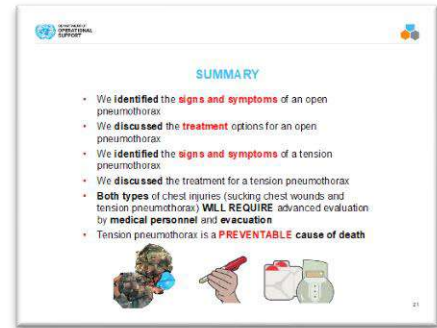 DEPARTMENT OF
OPERATIONAL
SUPPORT
SUMMARY
• We identified the signs and symptoms of an open
pneumothorax
• We discussed the treatment options for an open
pneumothorax
• We identified the signs and symptoms of a tension
pneumothorax
• We discussed the treatment for a tension pneumothorax
• Both types of chest injuries (sucking chest wounds and
tension pneumothorax) WILL REQUIRE advanced evaluation
by medical personnel and evacuation
• Tension pneumothorax is a PREVENTABLE cause of death
21